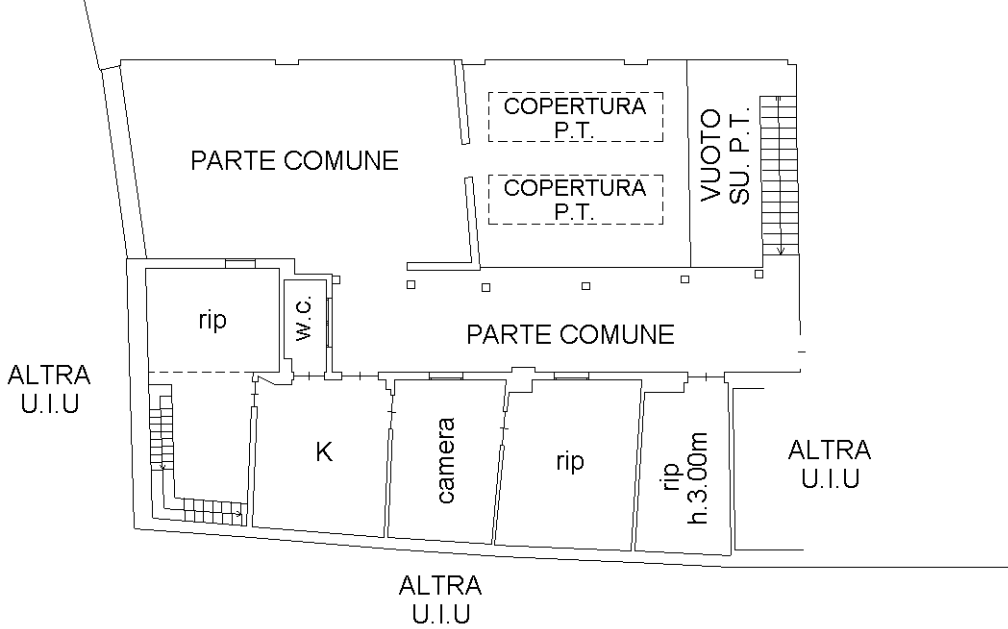 COPERTURA
P.T.
PARTE COMUNE
VUOTO
SU. P.T.
COPERTURA
P.T.
rip
w.c.
PARTE COMUNE
ALTRA
U.I.U
K
camera
rip
rip
h.3.00m
ALTRA
U.I.U
ALTRA
U.I.U